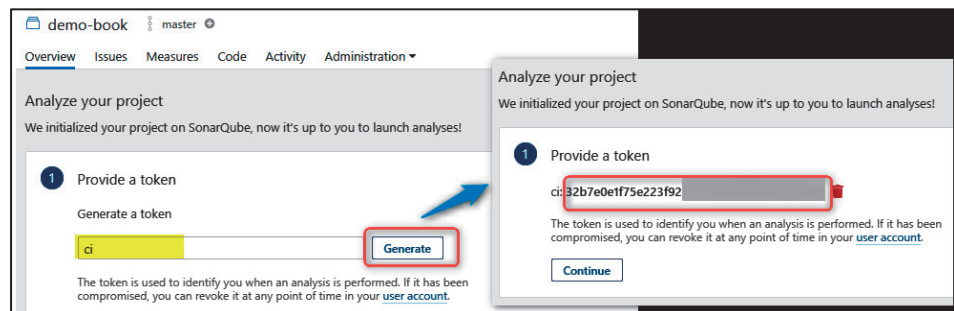 demo-book master
Overview Issues Measures Code Activity Administration
Analyze your project
We initialized your project on SonarQube, now it's up to you to launch analyses!
1 Provide a token
Generate a token
ci Generate
The token is used to identify you when an analysis is performed. If it has been
compromised, you can revoke it at any point of time in your user account.
Analyze your project
We initialized your project on SonarQube, now it's up to you to launch analyses!
1 Provide a token
ci: 32b7e0e1f75e223f92
The token is used to identify you when an analysis is performed. If it has been
compromised, you can revoke it at any point of time in your user account.
Continue